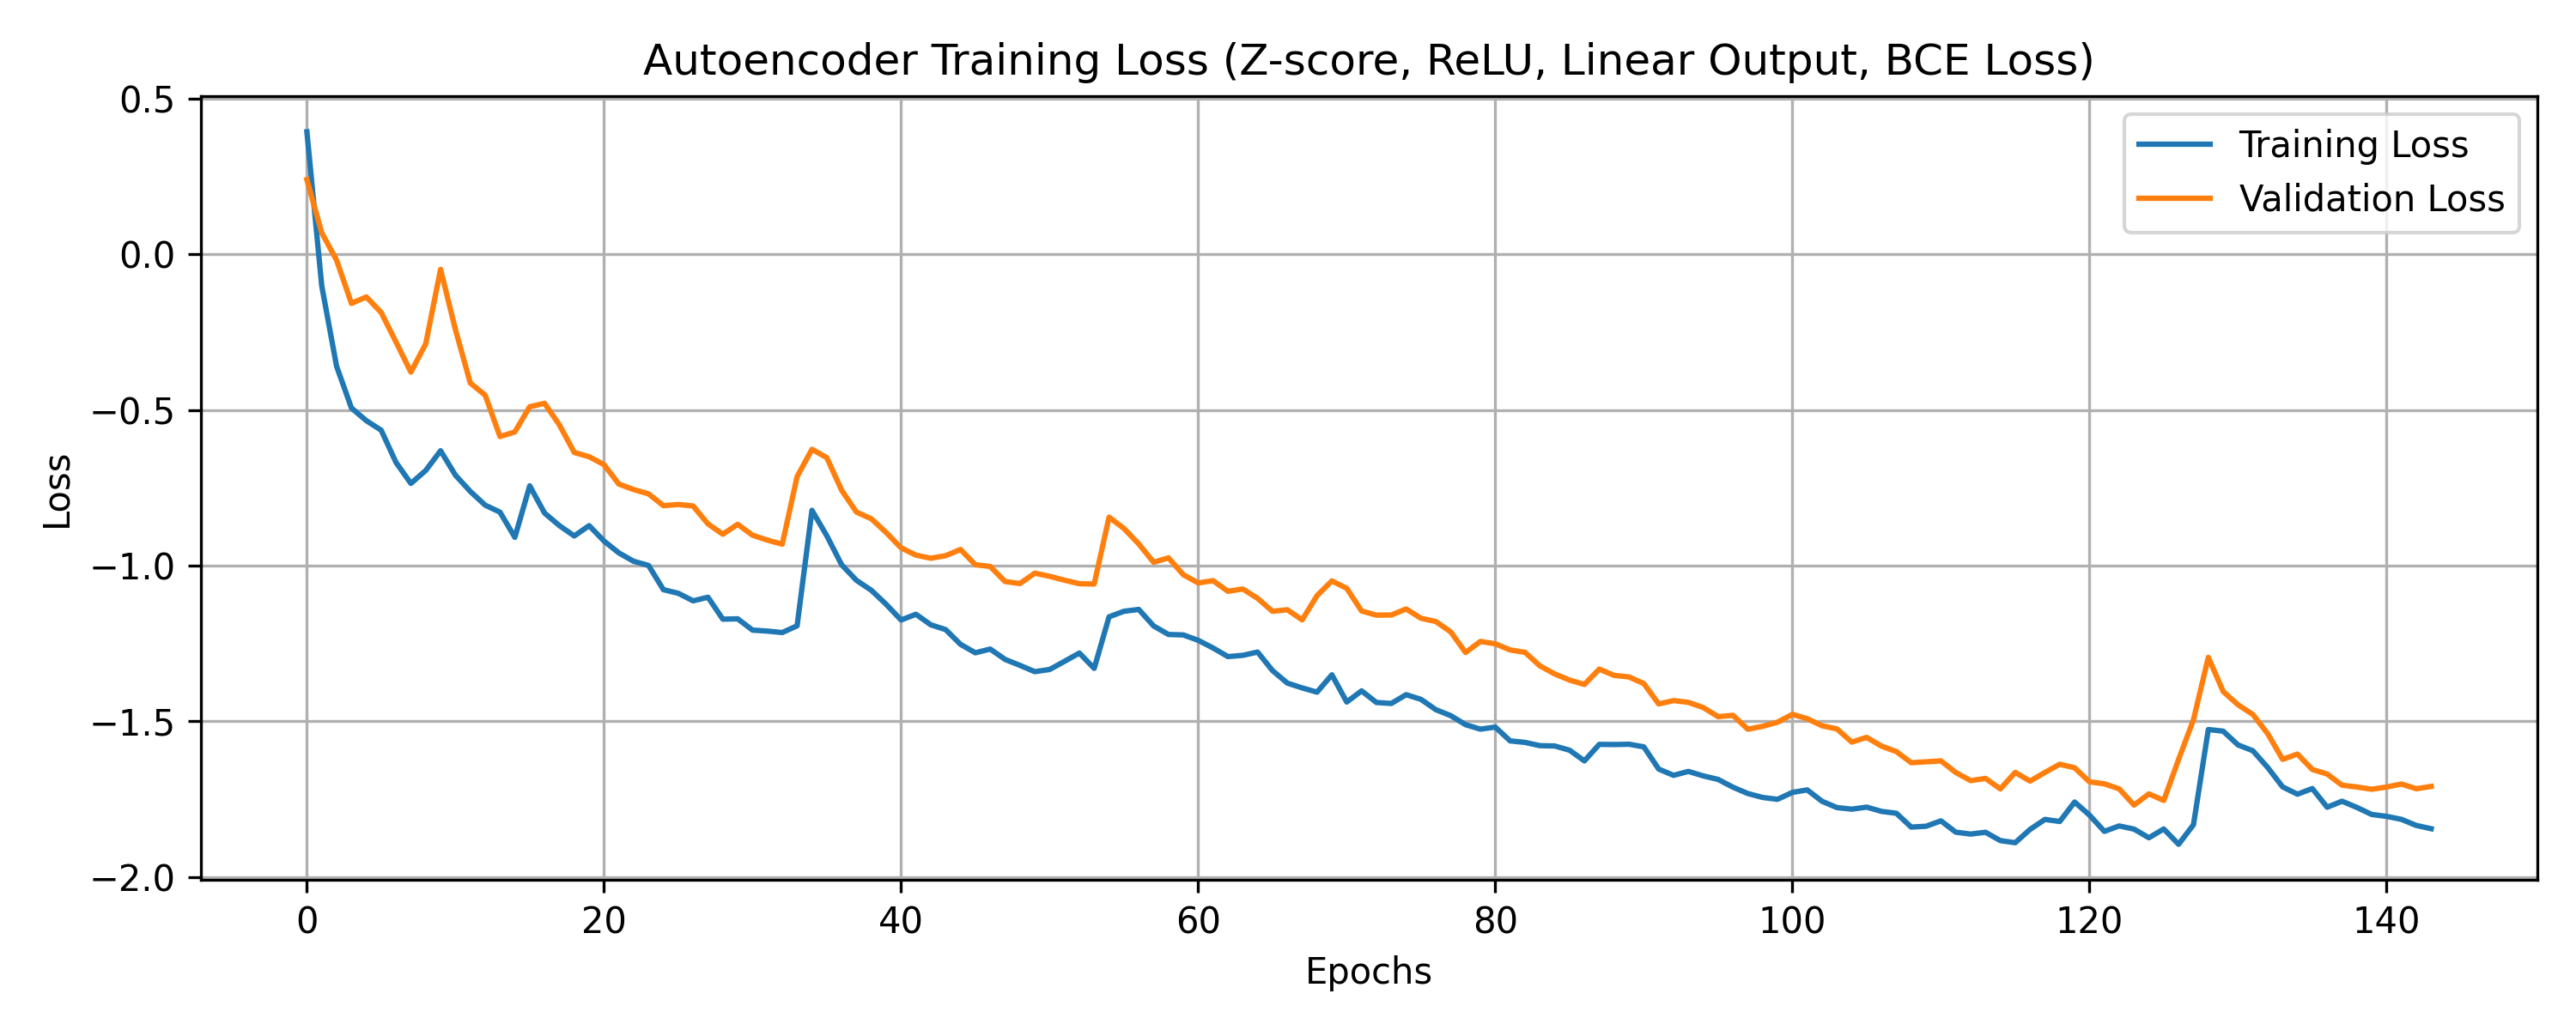 Autoencoder Training Loss (Z-score, ReLU, Linear Output, BCE Loss)
Training Loss
Validation Loss
Loss
0.5
0.0
−0.5
−1.0
−1.5
−2.0
0 20 40 60 80 100 120 140
Epochs